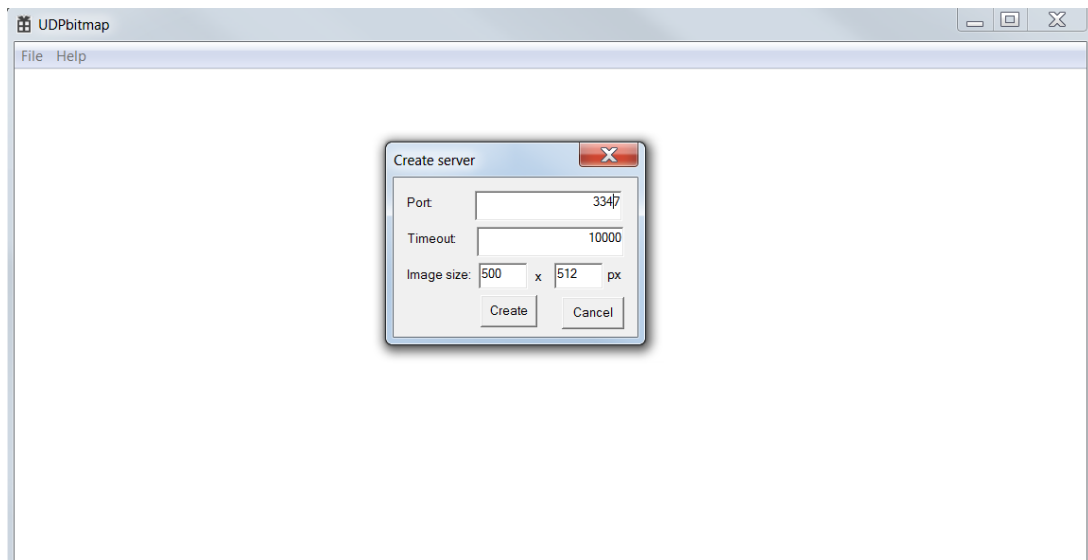 UDPbitmap
File Help
Create server
Port 3347
Timeout: 10000
Image size: 500 x 512 px
Create Cancel